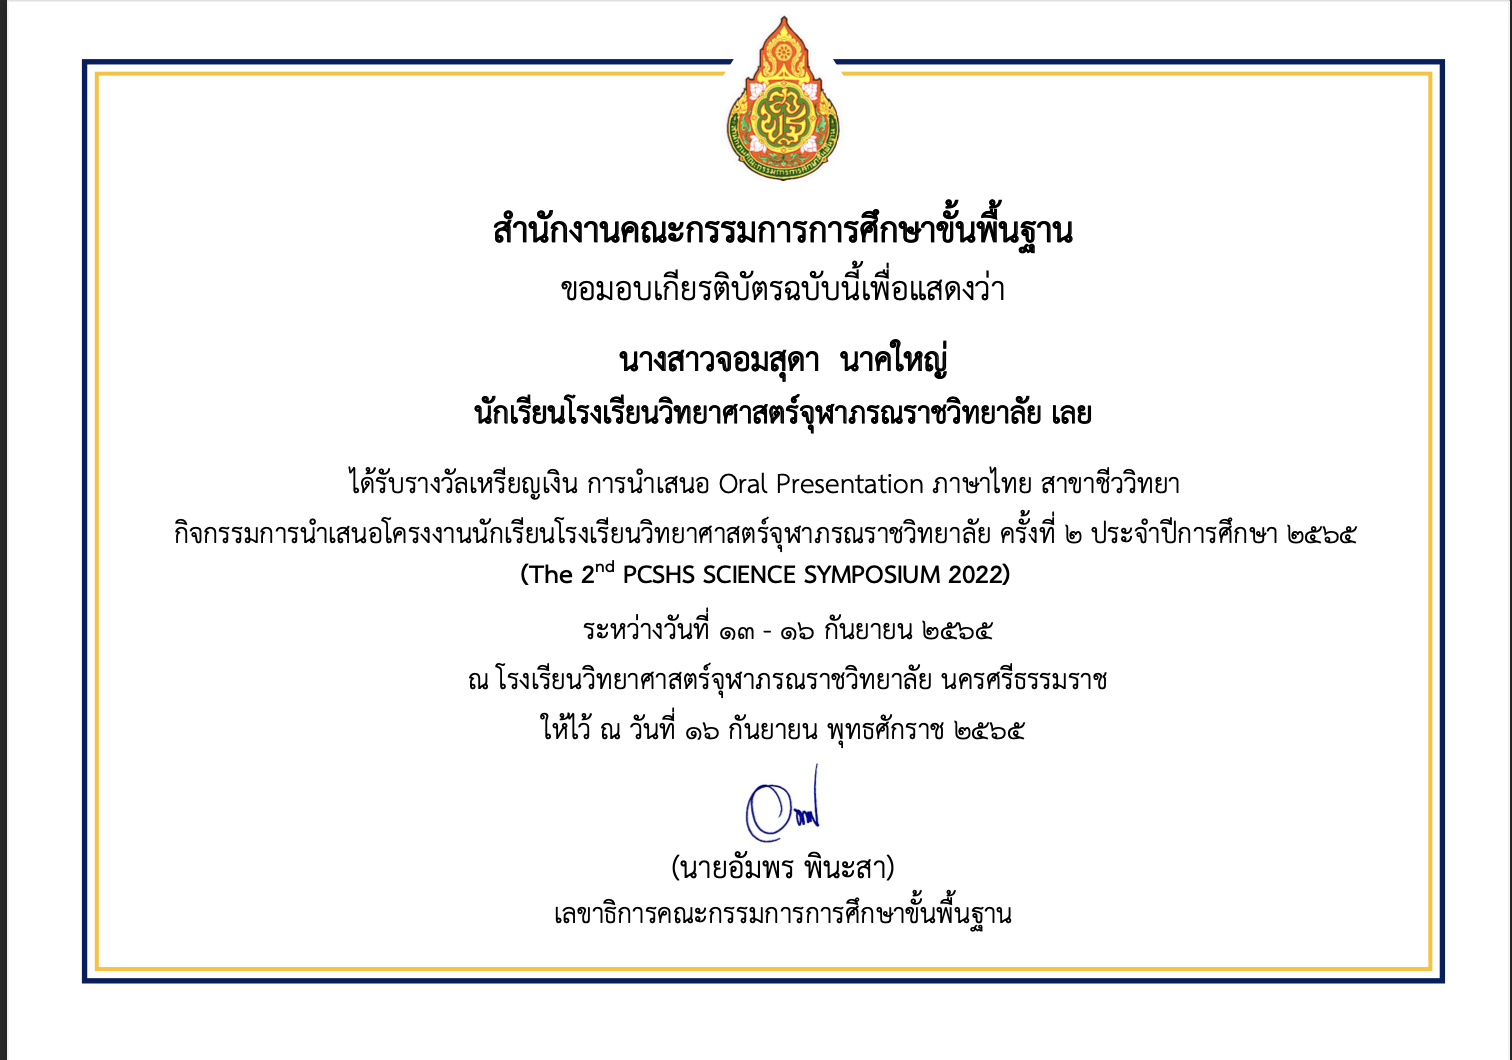 สำนักงานคณะกรรมการการศึกษาขั้นพื้นฐาน
ขอมอบเกียรติบัตรฉบับนี้เพื่อแสดงว่า
นางสาวจอมสุดา นาคใหญ่
นักเรียนโรงเรียนวิทยาศาสตร์จุฬาภรณราชวิทยาลัย เลย
ได้รับรางวัลเหรียญเงิน การนำเสนอ Oral Presentation ภาษาไทย สาขาชีววิทยา
กิจกรรมการนำเสนอโครงงานนักเรียนโรงเรียนวิทยาศาสตร์จุฬาภรณราชวิทยาลัย ครั้งที่ ๒ ประจำปีการศึกษา ๒๕๖๕
(The 2nd PCSHS SCIENCE SYMPOSIUM 2022)
ระหว่างวันที่ ๑๓ - ๑๖ กันยายน ๒๕๖๕
ณ โรงเรียนวิทยาศาสตร์จุฬาภรณราชวิทยาลัย นครศรีธรรมราช
ให้ไว้ ณ วันที่ ๑๖ กันยายน พุทธศักราช ๒๕๖๕
(นายอัมพร พินะสา)
เลขาธิการคณะกรรมการการศึกษาขั้นพื้นฐาน